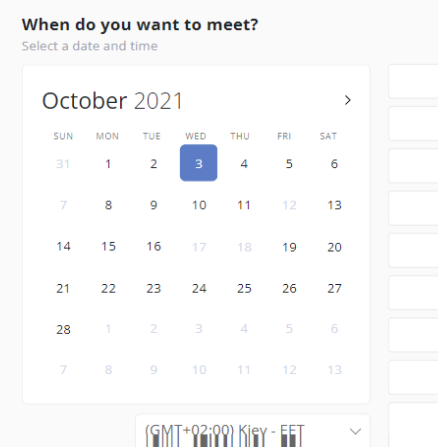 When do you want to meet?
Select a date and time
October 2021
SUN MON TUE WED THU FRI SAT
31 1 2 3 4 5 6
7 8 9 10 11 12 13
14 15 16 17 18 19 20
21 22 23 24 25 26 27
28 1 2 3 4 5 6
7 8 9 10 11 12 13
(GMT+02:00) Kiev - EET